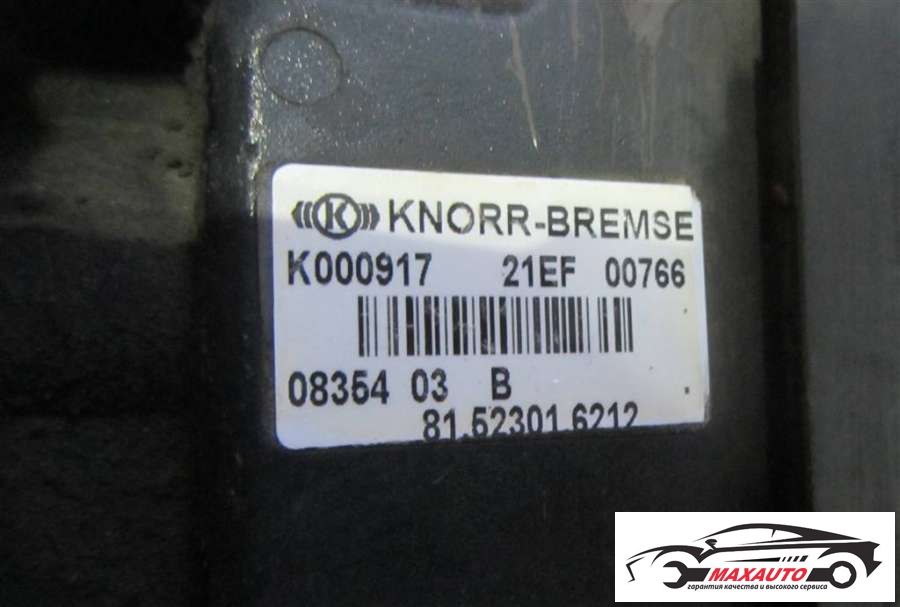 K KNORR-BREMSE
K000917 21EF 00766
08354 03 B
81.52301.6212
MAXAUTO
гарантия качества и высокого сервиса